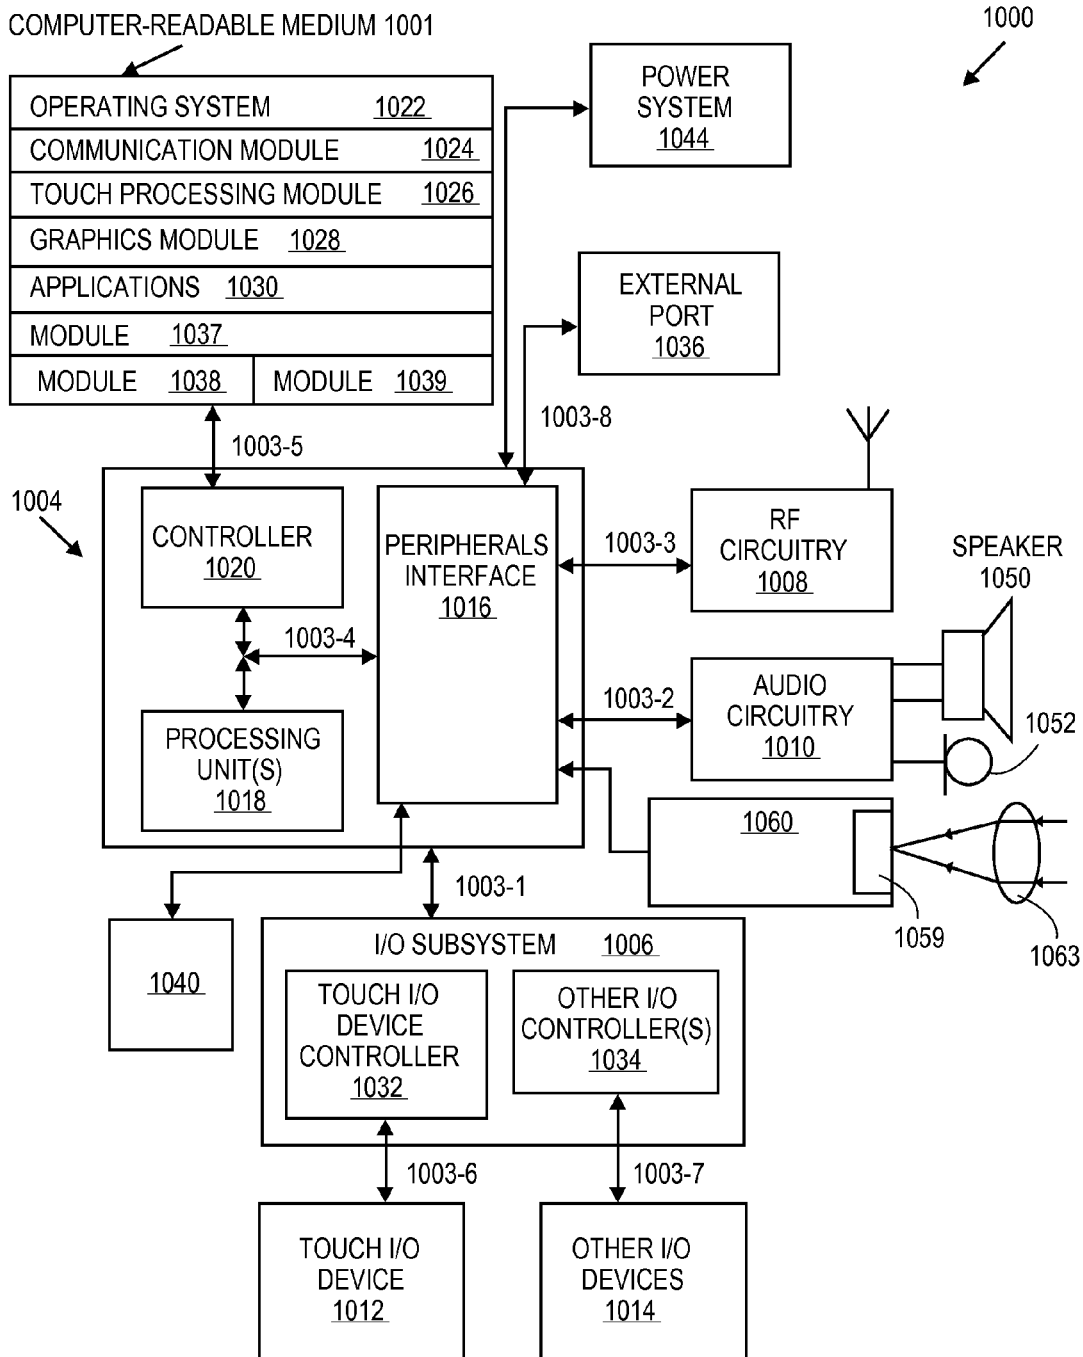 COMPUTER-READABLE MEDIUM 1001
1000
OPERATING SYSTEM 1022
COMMUNICATION MODULE 1024
TOUCH PROCESSING MODULE 1026
GRAPHICS MODULE 1028
APPLICATIONS 1030
MODULE 1037
MODULE 1038
MODULE 1039
POWER
SYSTEM
1044
EXTERNAL
PORT
1036
1003-5
1003-8
1004
CONTROLLER
1020
PERIPHERALS
INTERFACE
1016
1003-4
PROCESSING
UNIT(S)
1018
1003-3
RF
CIRCUITRY
1008
SPEAKER
1050
1003-2
AUDIO
CIRCUITRY
1010
1052
1060
1059
1063
1003-1
1040
I/O SUBSYSTEM 1006
TOUCH I/O
DEVICE
CONTROLLER
1032
OTHER I/O
CONTROLLER(S)
1034
1003-6
1003-7
TOUCH I/O
DEVICE
1012
OTHER I/O
DEVICES
1014